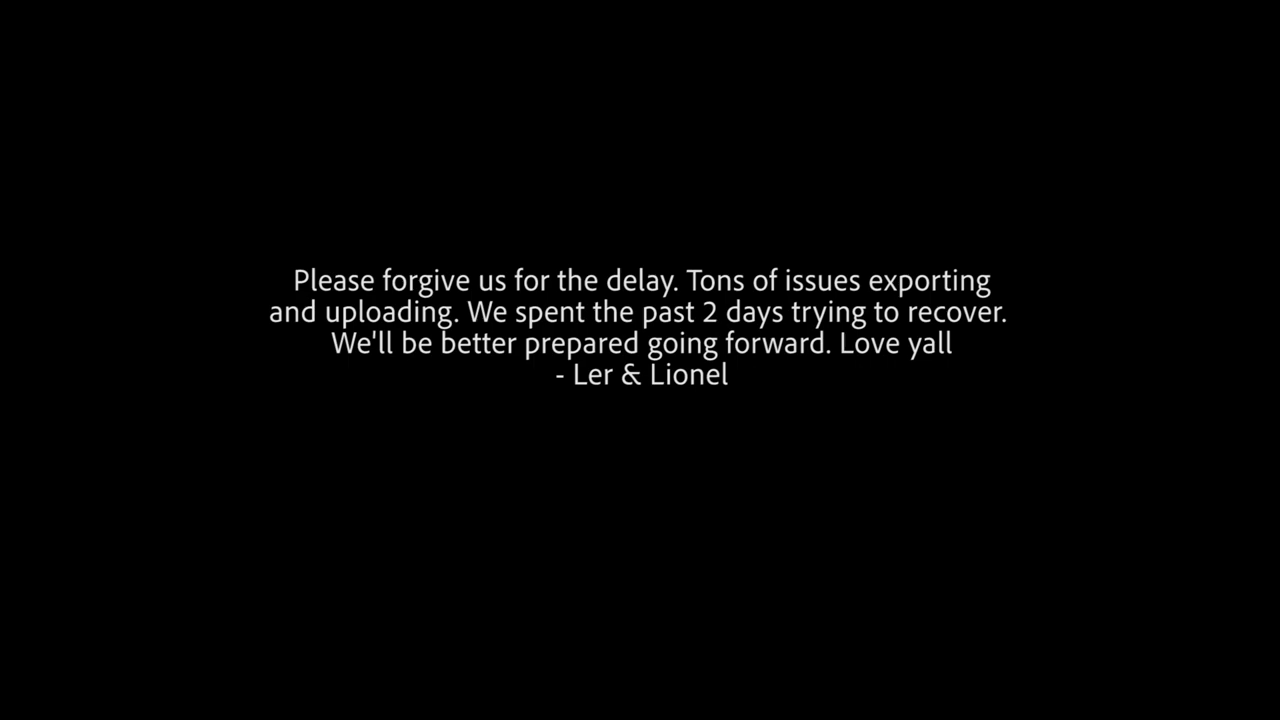 Please forgive us for the delay. Tons of issues exporting
and uploading. We spent the past 2 days trying to recover.
We'll be better prepared going forward. Love yall
- Ler & Lionel